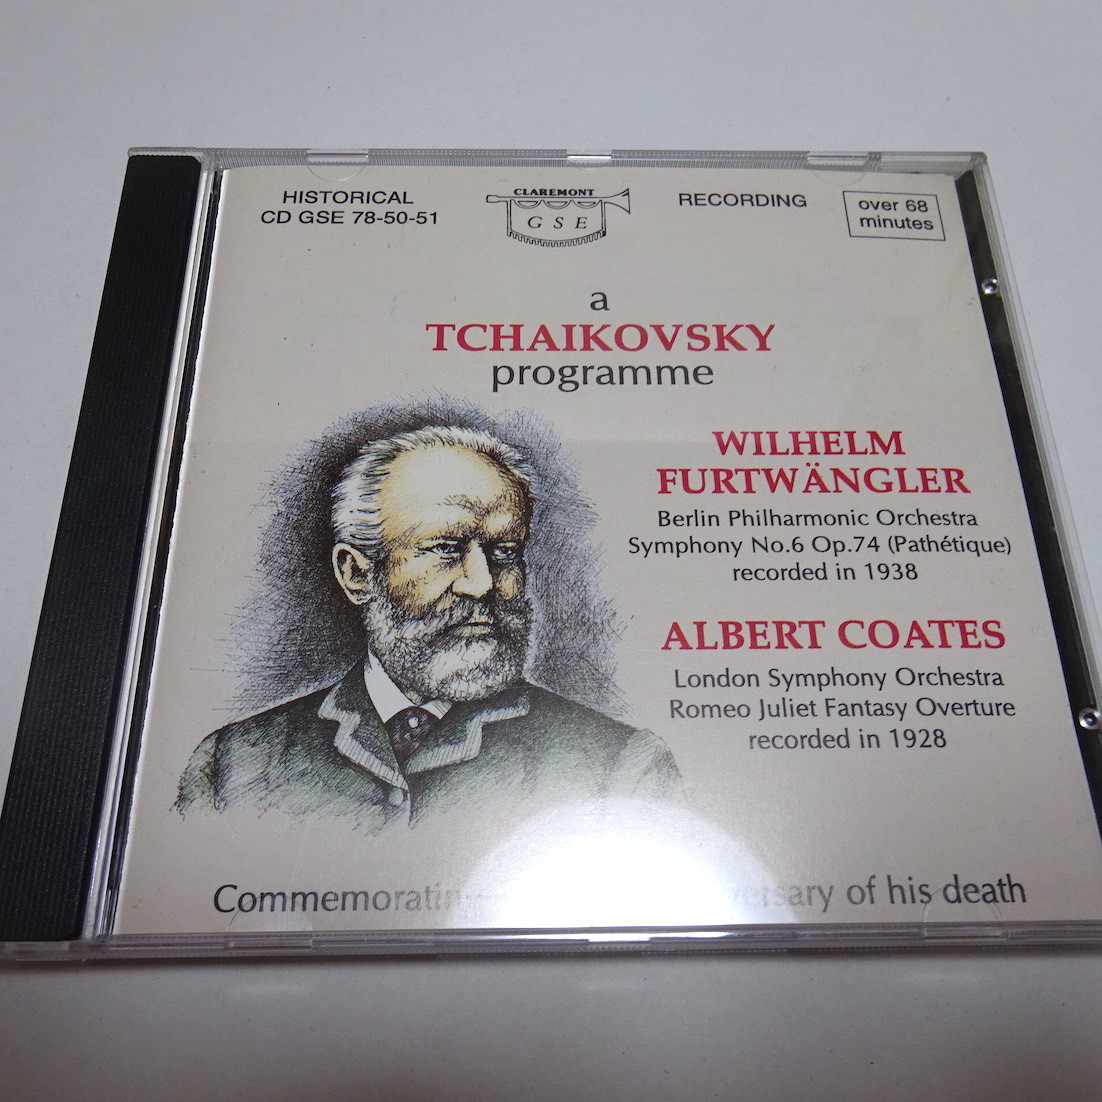 HISTORICAL
CD GSE 78-50-51
CLAREMONT
GSE
RECORDING
over 68
minutes
a
TCHAIKOVSKY
programme
WILHELM
FURTWÄNGLER
Berlin Philharmonic Orchestra
Symphony No.6 Op.74 (Pathétique)
recorded in 1938
ALBERT COATES
London Symphony Orchestra
Romeo Juliet Fantasy Overture
recorded in 1928
of his death